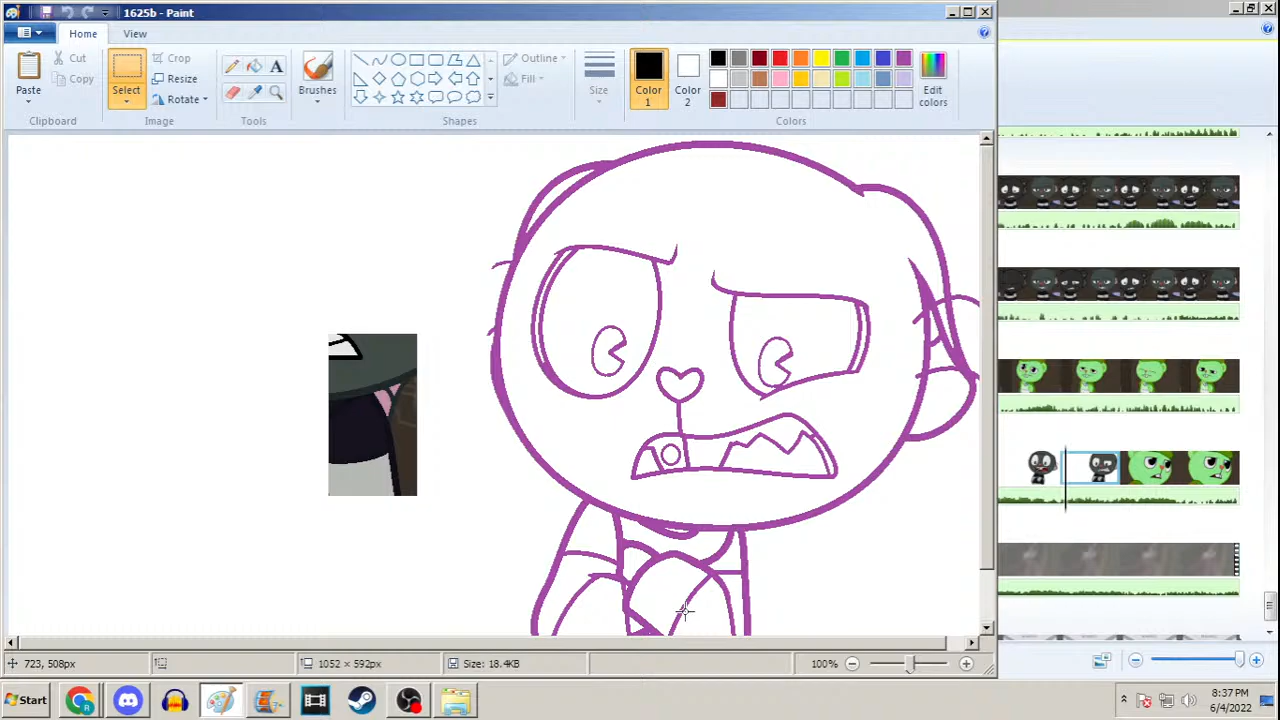 1625b - Paint
Home
View
Paste
Cut
Copy
Clipboard
Select
Crop
Resize
Rotate
Image
A
Tools
Brushes
Shapes
Outline
Fill
Size
Color 1
Color 2
Edit colors
Colors
723, 508px
1052 × 592px
Size: 18.4KB
100%
Start
8:37 PM
6/4/2022